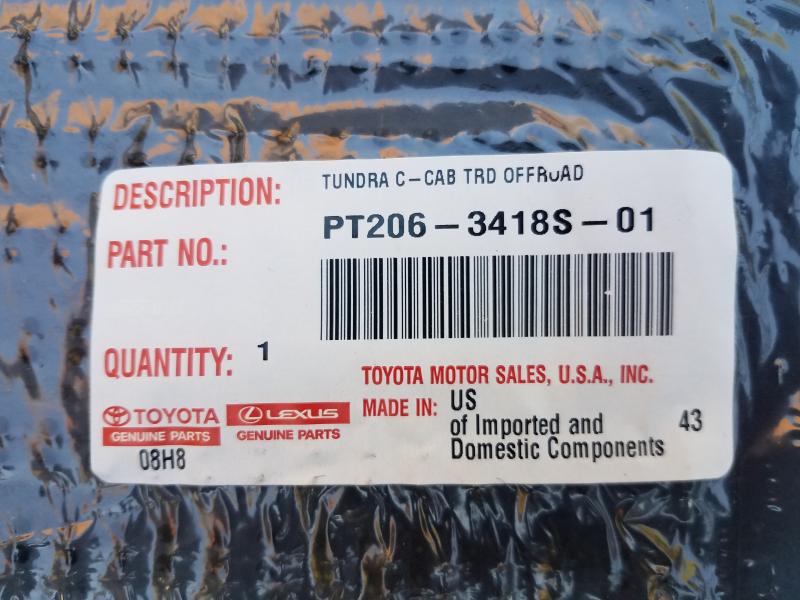 DESCRIPTION: TUNDRA C-CAB TRD OFFROAD
PART NO.: PT206-3418S-01
QUANTITY: 1
TOYOTA MOTOR SALES, U.S.A., INC.
TOYOTA
GENUINE PARTS
LEXUS
GENUINE PARTS
MADE IN: US
of Imported and
Domestic Components
43
08H8